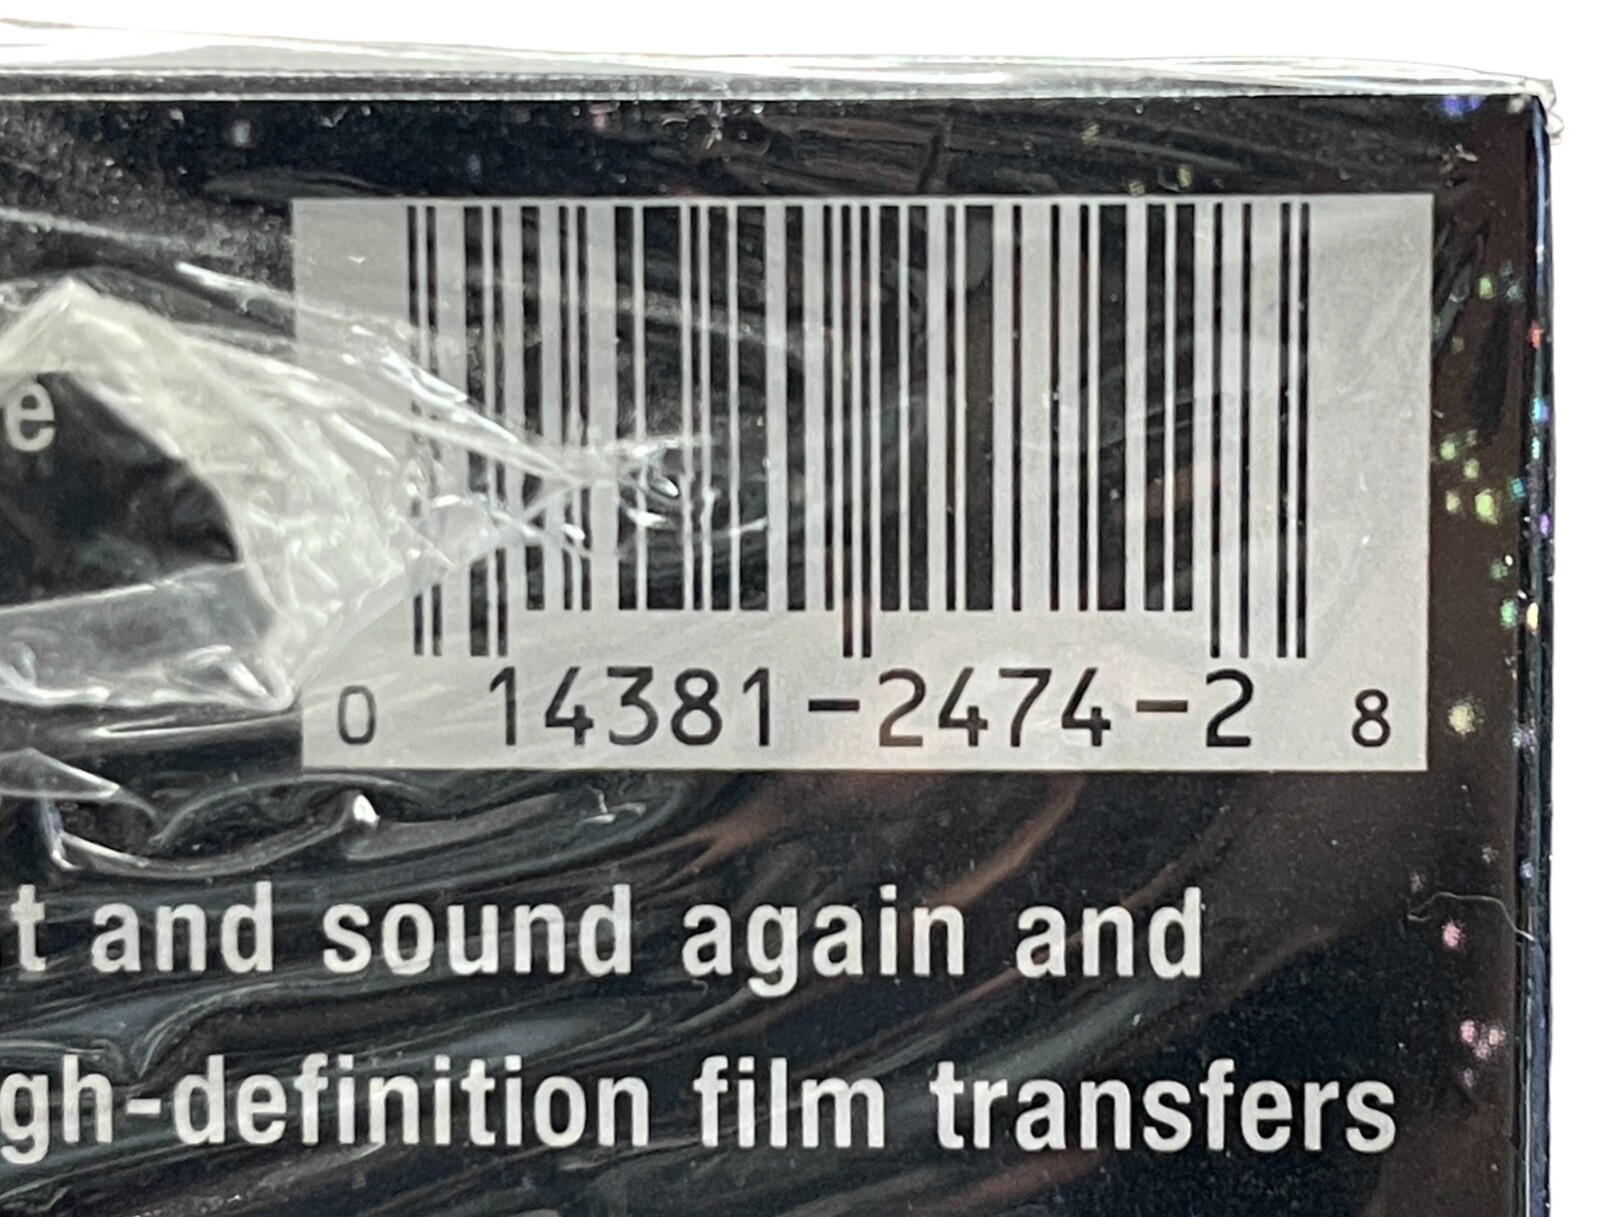 e
0 14381-2474-2 8
t and sound again and
gh-definition film transfers